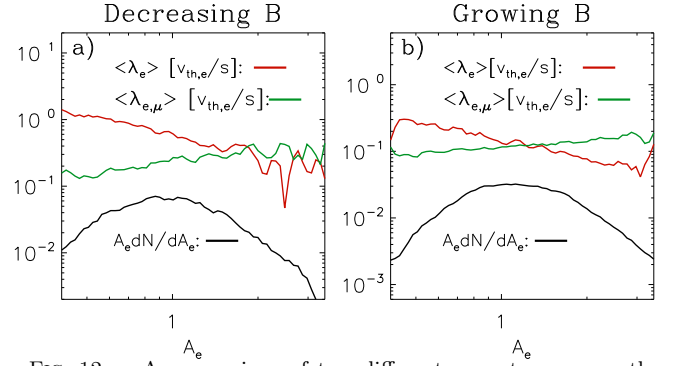 Decreasing B
Growing B
a)
<λe> [vth,e/s]:
<λe,μ> [vth,e/s]:
AedN/dAe:
10^1
10^0
10^-1
10^-2
1
Ae
b)
<λe>[vth,e/s]:
<λe,μ>[vth,e/s]:
AedN/dAe:
10^0
10^-1
10^-2
10^-3
1
Ae